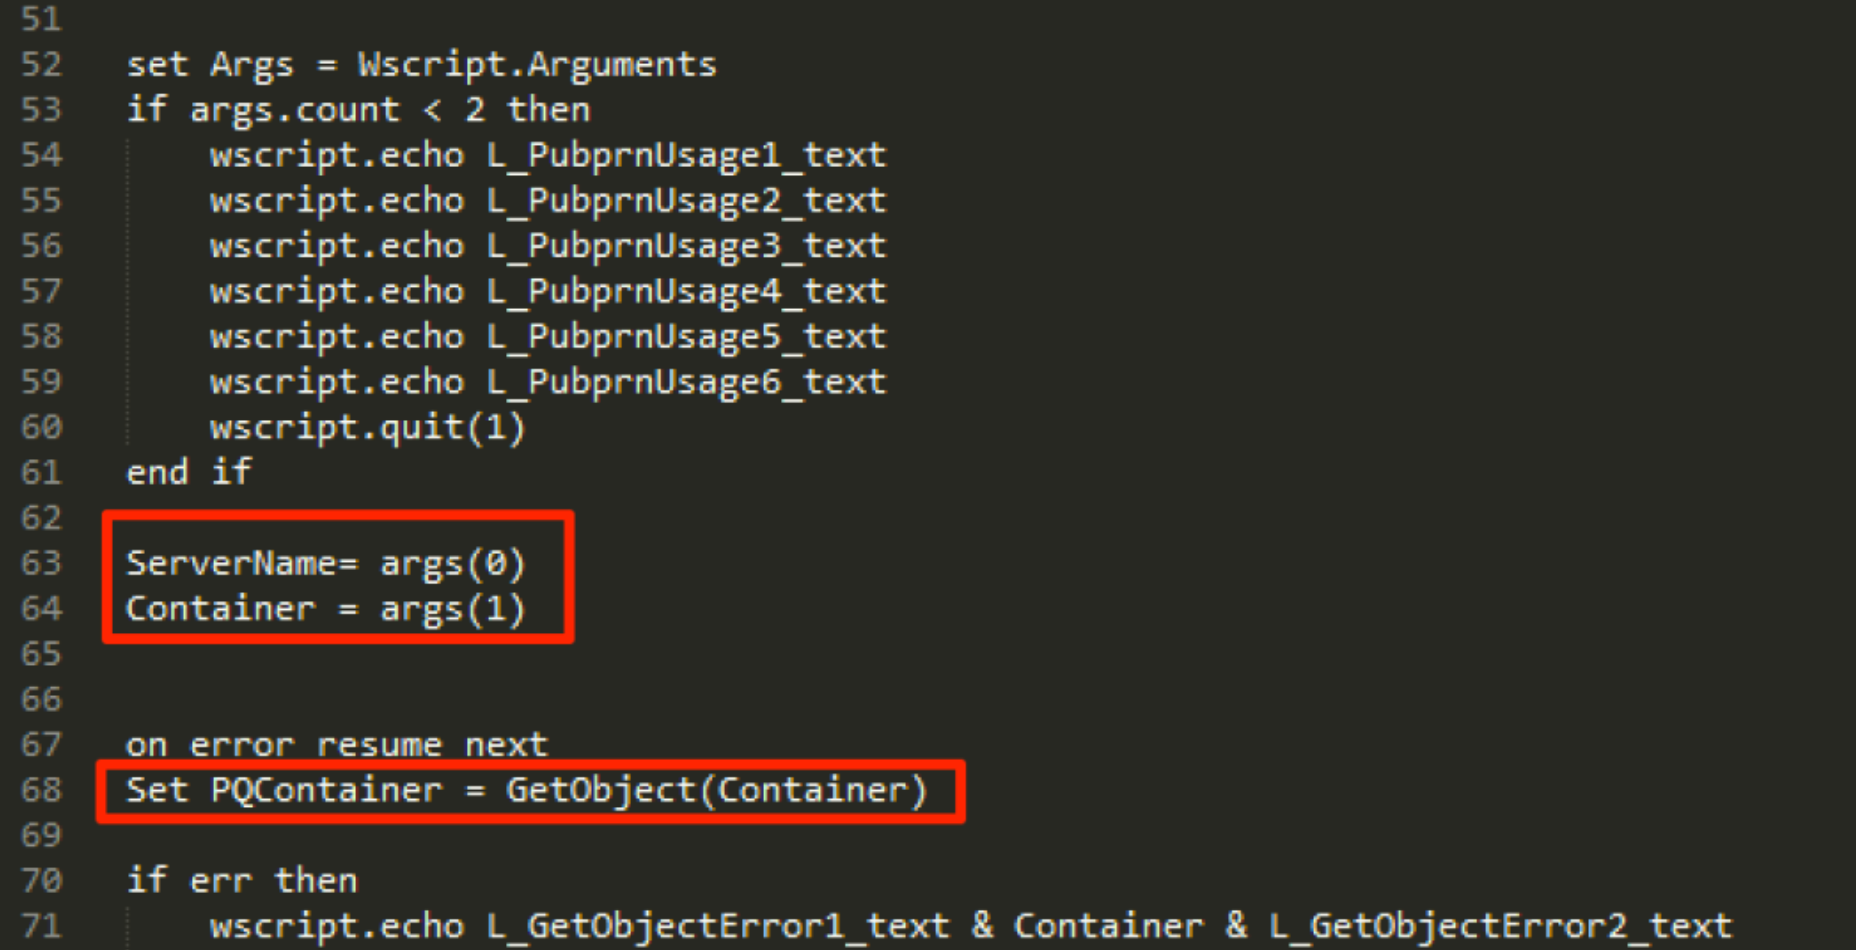 51
52 set Args = Wscript.Arguments
53 if args.count < 2 then
54 wscript.echo L_PubprnUsage1_text
55 wscript.echo L_PubprnUsage2_text
56 wscript.echo L_PubprnUsage3_text
57 wscript.echo L_PubprnUsage4_text
58 wscript.echo L_PubprnUsage5_text
59 wscript.echo L_PubprnUsage6_text
60 wscript.quit(1)
61 end if
62
63 ServerName= args(0)
64 Container = args(1)
65
66
67 on error resume next
68 Set PQContainer = GetObject(Container)
69
70 if err then
71 wscript.echo L_GetObjectError1_text & Container & L_GetObjectError2_text